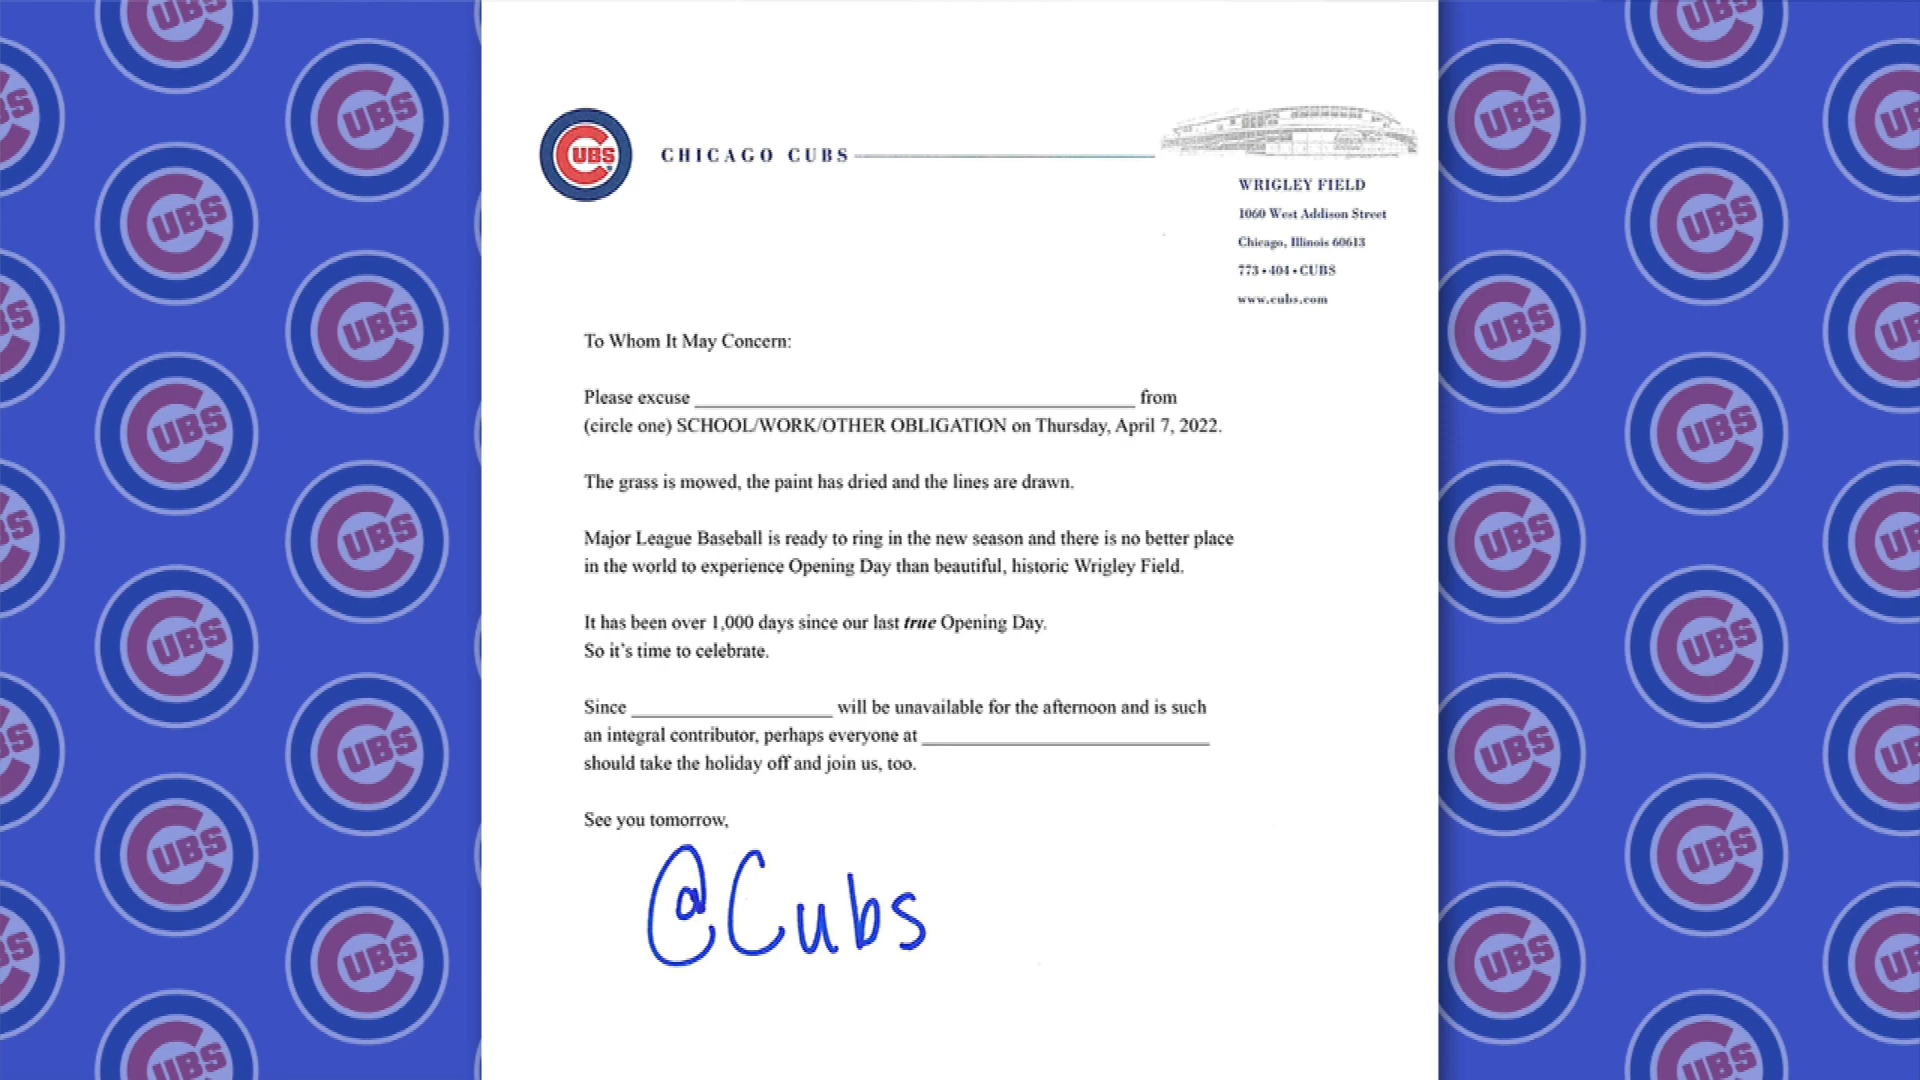 CUBS
CHICAGO CUBS
WRIGLEY FIELD
1060 West Addison Street
Chicago, Illinois 60613
773 • 404 • CUBS
www.cubs.com
To Whom It May Concern:
Please excuse ____________________ from
(circle one) SCHOOL/WORK/OTHER OBLIGATION on Thursday, April 7, 2022.
The grass is mowed, the paint has dried and the lines are drawn.
Major League Baseball is ready to ring in the new season and there is no better place
in the world to experience Opening Day than beautiful, historic Wrigley Field.
It has been over 1,000 days since our last true Opening Day.
So it’s time to celebrate.
Since ____________________ will be unavailable for the afternoon and is such
an integral contributor, perhaps everyone at ____________________
should take the holiday off and join us, too.
See you tomorrow,
@Cubs